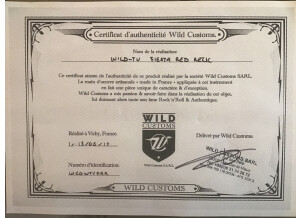 Certificat d'authenticité Wild Customs.
Nom de la réalisation
WILD-TV FIESTA RED RELIC
Ce certificat atteste de l'authenticité de ce produit réalisé par la société Wild Customs SARL.
La main d'œuvre artisanale « made in France » appliquée à cet instrument
en fait une pièce unique de caractère & d'exception.
Wild Customs a mis passion & savoir-faire dans la réalisation de cet objet,
lui donnant alors toute son âme Rock'n'Roll & Authentique.
Réalisé à Vichy, France
Délivré par Wild Customs.
WILD
CUSTOMS
W
Wild Customs S.A.R.L.
Numéro d'identification.
WILD CUSTOMS